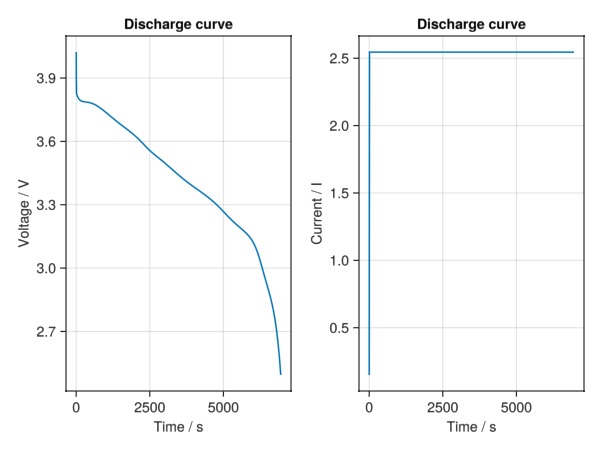 Discharge curve
Voltage / V
3.9
3.6
3.3
3.0
2.7
0 2500 5000
Time / s
Discharge curve
Current / I
2.5
2.0
1.5
1.0
0.5
0 2500 5000
Time / s